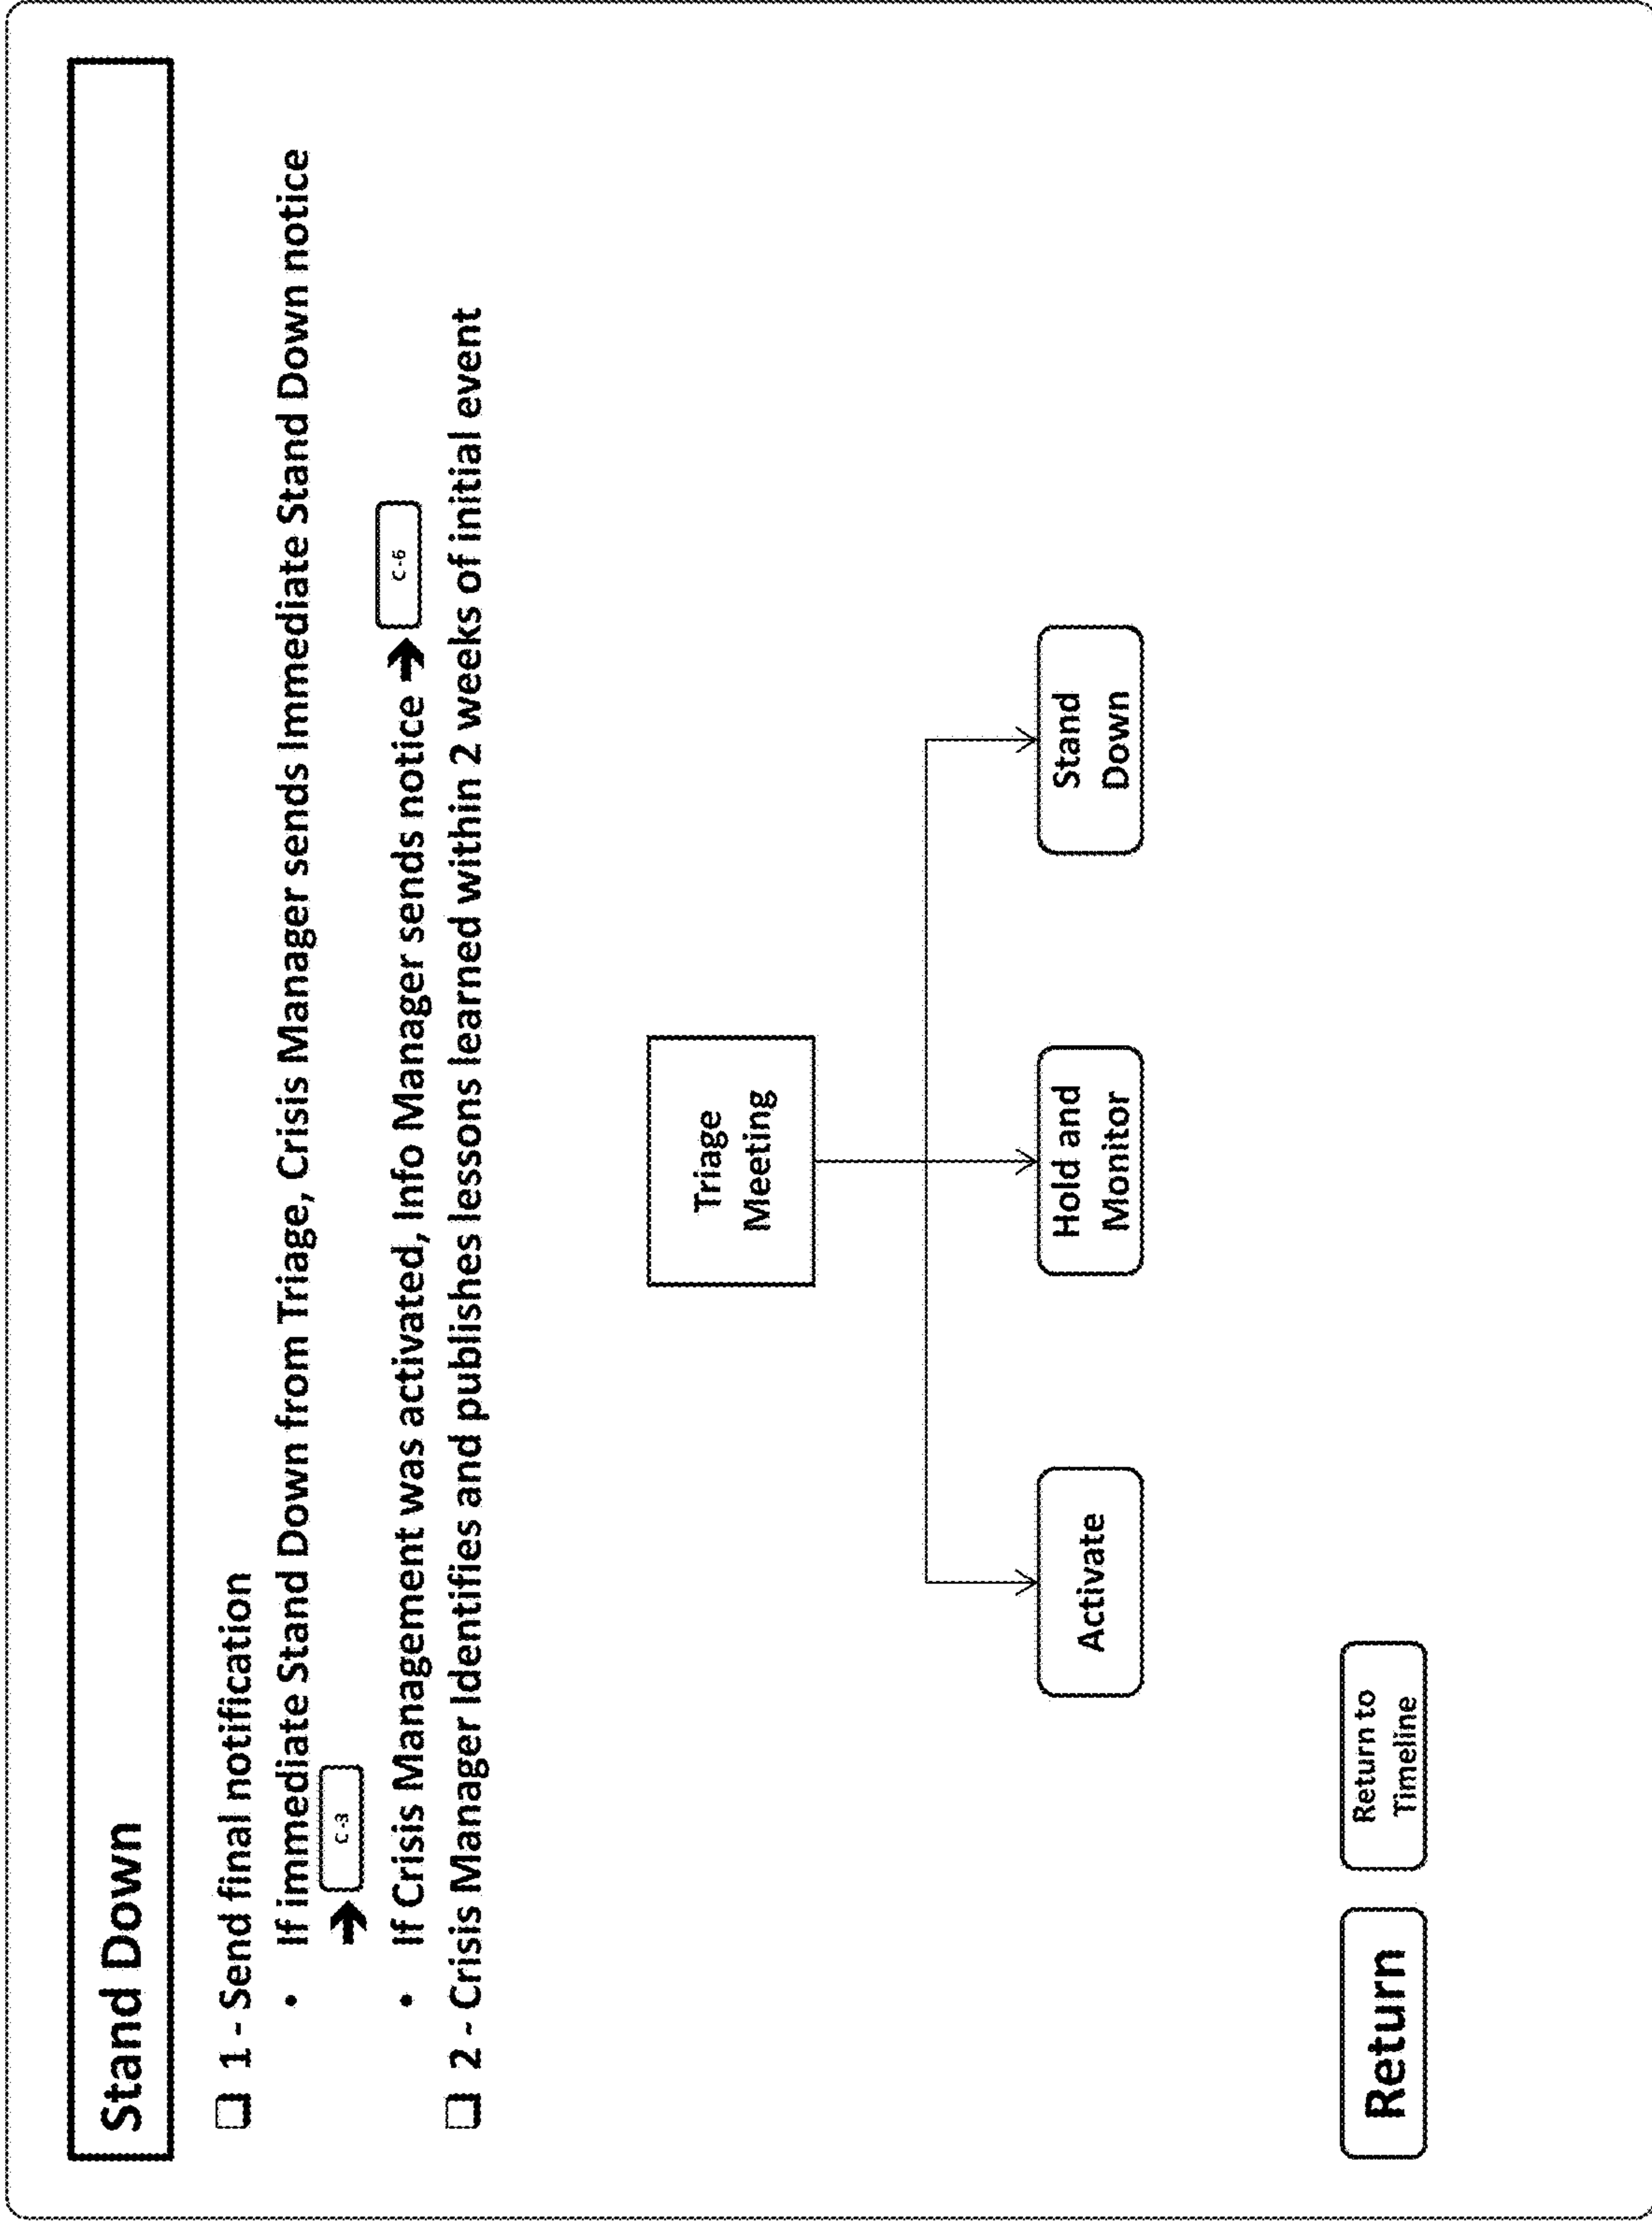 Stand Down
❑ 1 - Send final notification
• If immediate Stand Down from Triage, Crisis Manager sends Immediate Stand Down notice
➔ C-3
• If Crisis Management was activated, Info Manager sends notice ➔ C-6
❑ 2 - Crisis Manager Identifies and publishes lessons learned within 2 weeks of initial event
Triage
Meeting
Activate
Hold and
Monitor
Stand
Down
Return
Return to
Timeline